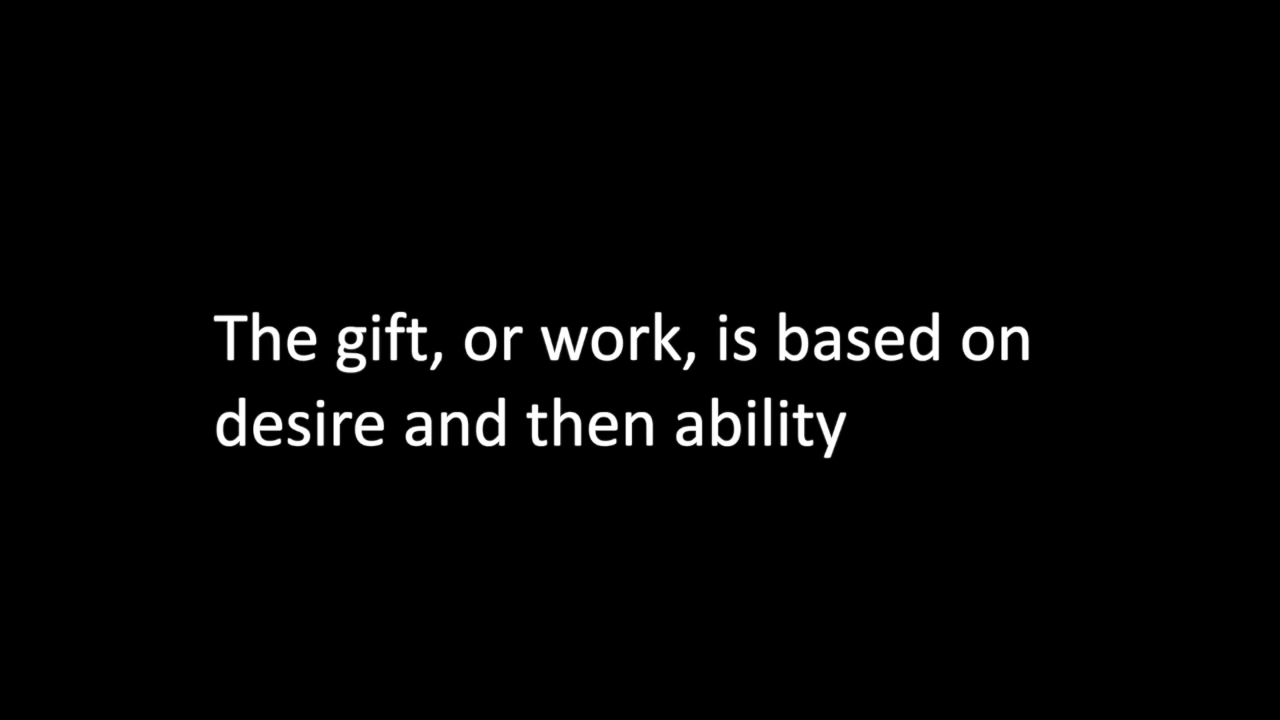 The gift, or work, is based on
desire and then ability